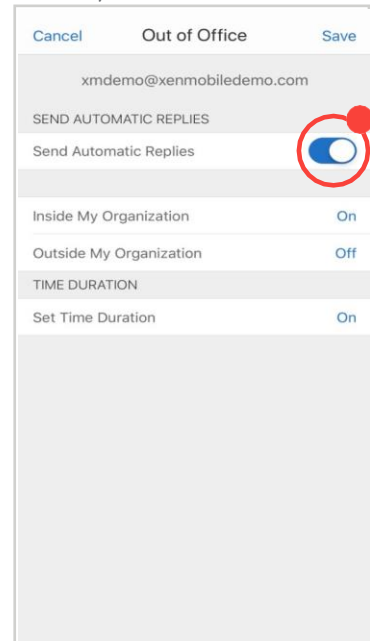 Cancel Out of Office Save
xmdemo@xenmobiledemo.com
SEND AUTOMATIC REPLIES
Send Automatic Replies
Inside My Organization On
Outside My Organization Off
TIME DURATION
Set Time Duration On